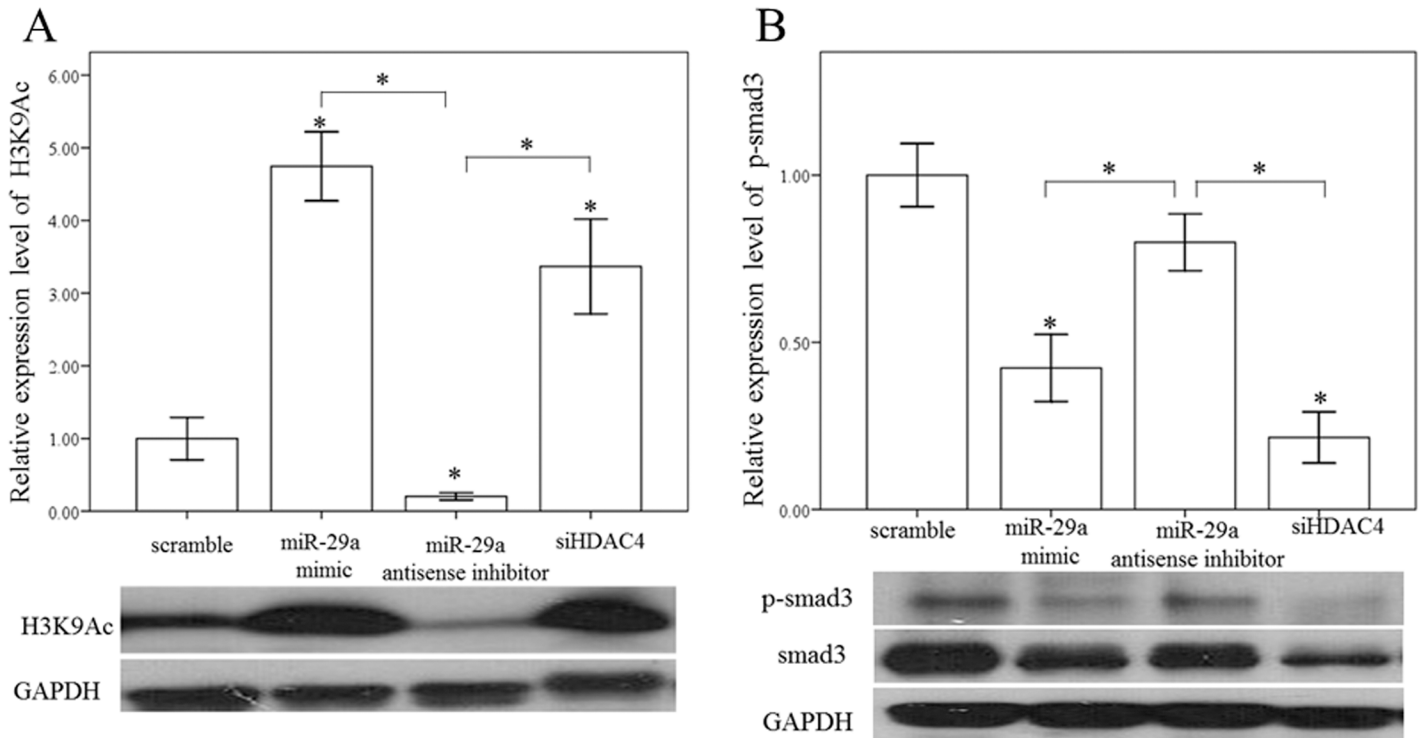 A
Relative expression level of H3K9Ac
6.00
5.00
4.00
3.00
2.00
1.00
0.00
*
*
*
*
*
scramble
miR-29a
mimic
miR-29a
antisense inhibitor
siHDAC4
H3K9Ac
GAPDH
B
Relative expression level of p-smad3
1.00
0.50
0.00
*
*
*
*
scramble
miR-29a
mimic
miR-29a
antisense inhibitor
siHDAC4
p-smad3
smad3
GAPDH